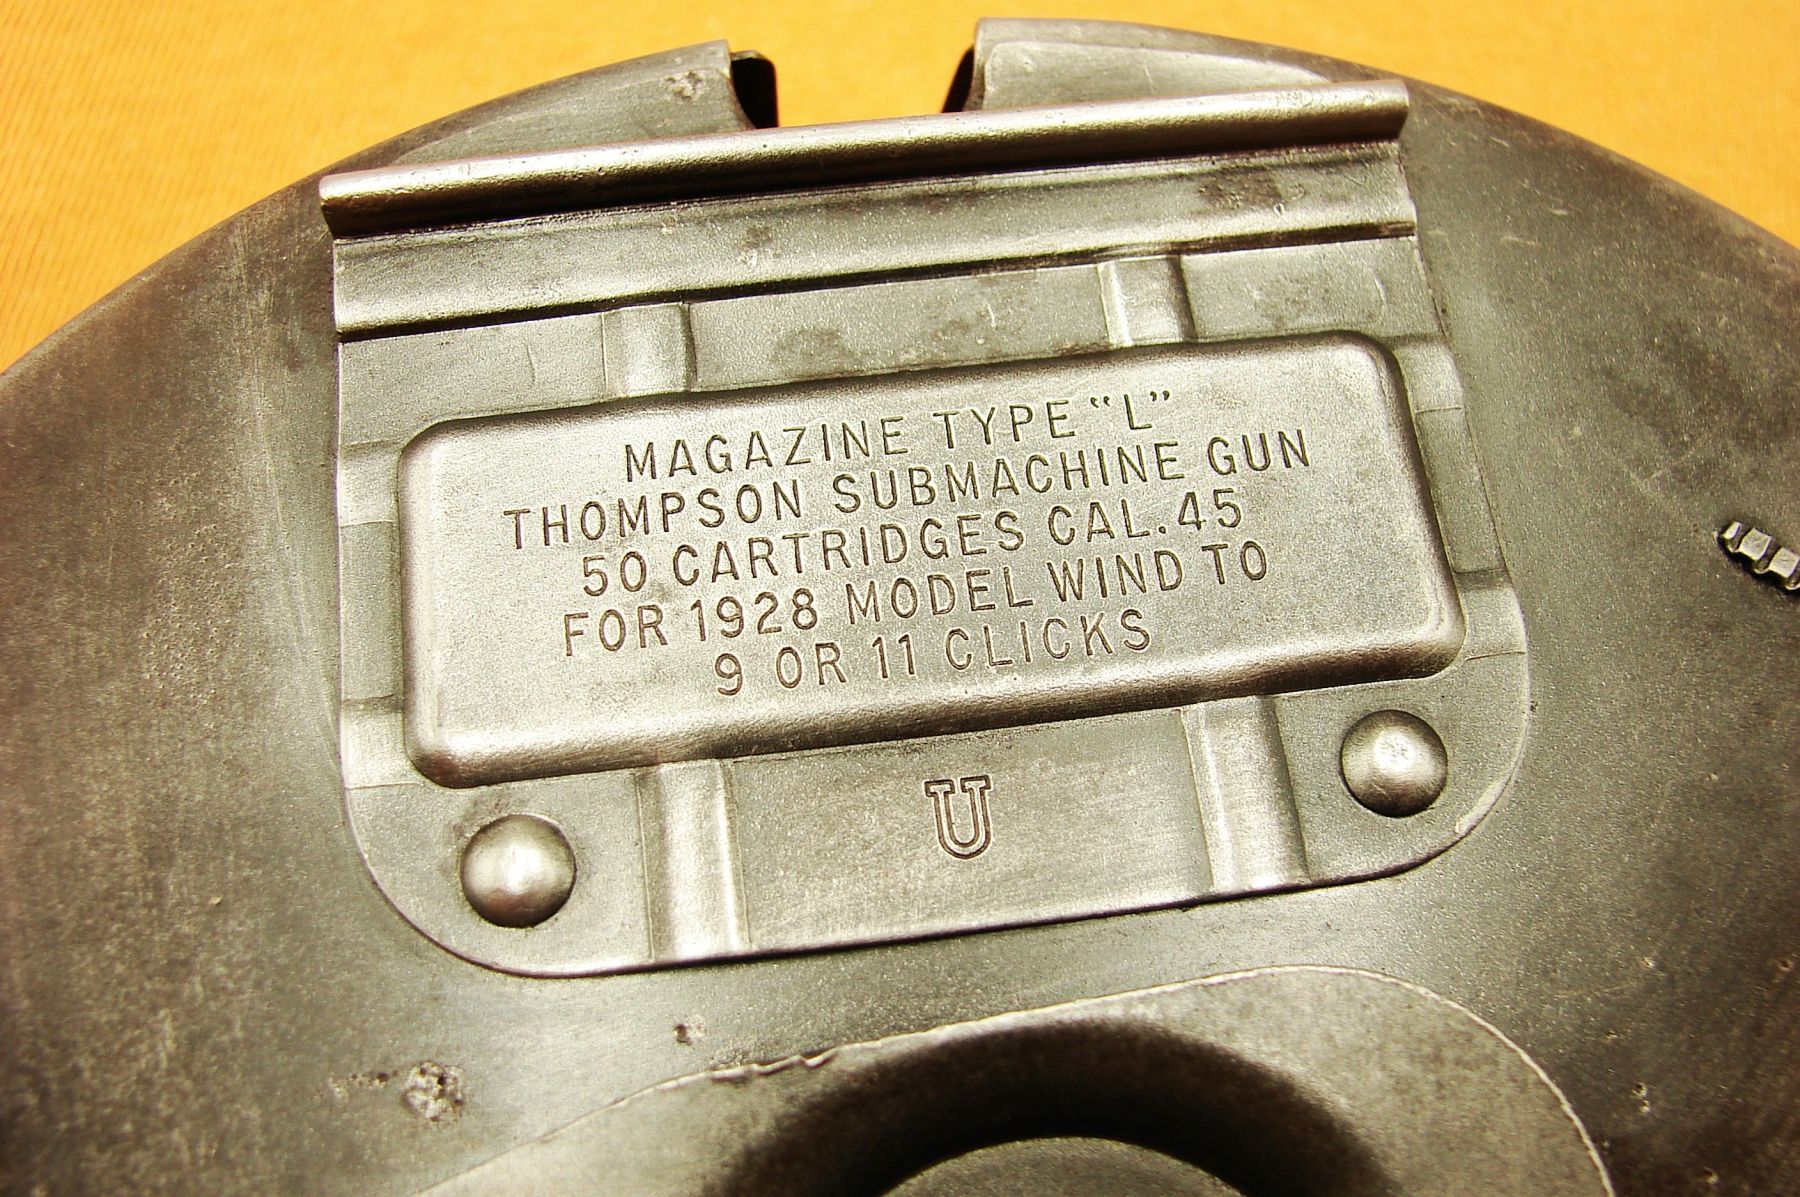 MAGAZINE TYPE “L”
THOMPSON SUBMACHINE GUN
50 CARTRIDGES CAL. 45
FOR 1928 MODEL WIND TO
9 OR 11 CLICKS
U